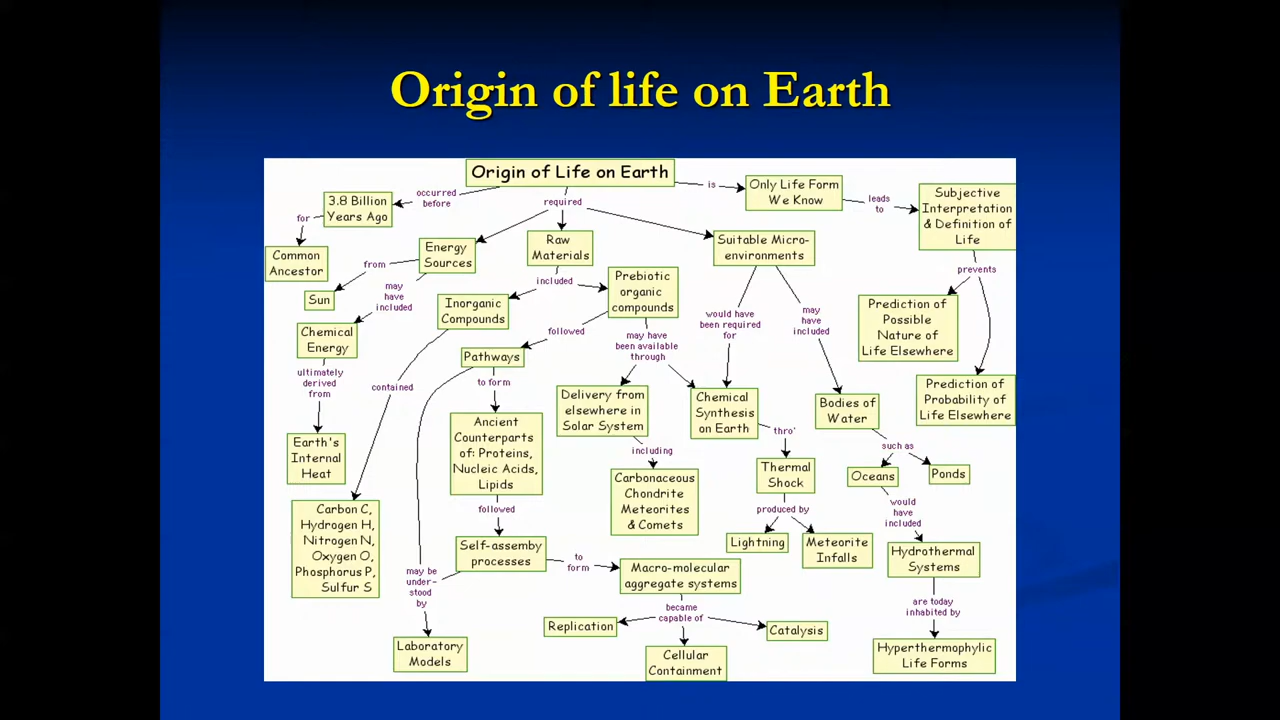 Origin of life on Earth
Origin of Life on Earth
occurred
before
3.8 Billion
Years Ago
for
Common
Ancestor
required
is
Only Life Form
We Know
leads
to
Subjective
Interpretation
& Definition of
Life
prevents
Prediction of
Possible
Nature of
Life Elsewhere
Prediction of
Probability of
Life Elsewhere
Energy
Sources
from
Sun
may
have
included
Chemical
Energy
ultimately
derived
from
Earth's
Internal
Heat
Raw
Materials
included
Inorganic
Compounds
contained
Carbon C,
Hydrogen H,
Nitrogen N,
Oxygen O,
Phosphorus P,
Sulfur S
Prebiotic
organic
compounds
followed
Pathways
to form
Ancient
Counterparts
of: Proteins,
Nucleic Acids,
Lipids
followed
Self-assemby
processes
may be
under-
stood
by
Laboratory
Models
to
form
Macro-molecular
aggregate systems
became
capable of
Replication
Cellular
Containment
Catalysis
may have
been available
through
Delivery from
elsewhere in
Solar System
including
Carbonaceous
Chondrite
Meteorites
& Comets
Suitable Micro-
environments
would have
been required
for
Chemical
Synthesis
on Earth
thro'
Thermal
Shock
produced by
Lightning
Meteorite
Infalls
may
have
included
Bodies of
Water
such as
Oceans
Ponds
would
have
included
Hydrothermal
Systems
are today
inhabited by
Hyperthermophylic
Life Forms